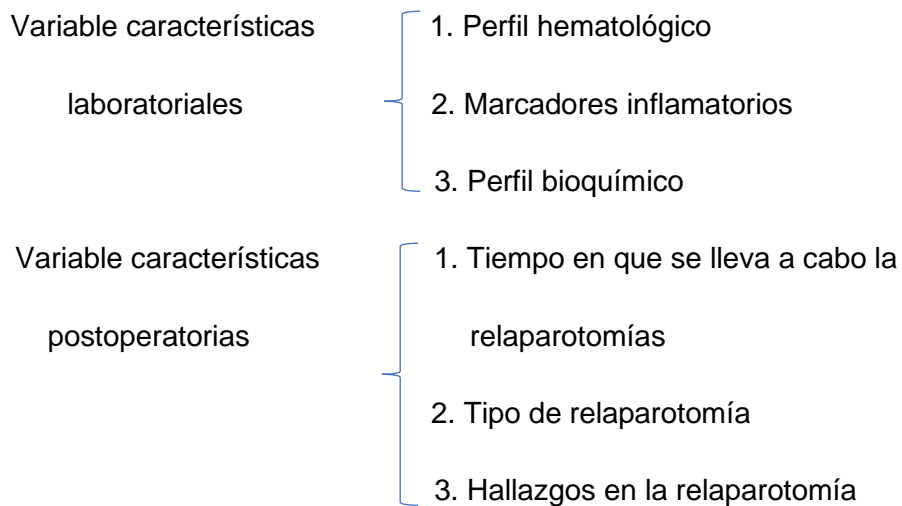 Variable características
laboratoriales
1. Perfil hematológico
2. Marcadores inflamatorios
3. Perfil bioquímico
Variable características
postoperatorias
1. Tiempo en que se lleva a cabo la
relaparotomías
2. Tipo de relaparotomía
3. Hallazgos en la relaparotomía